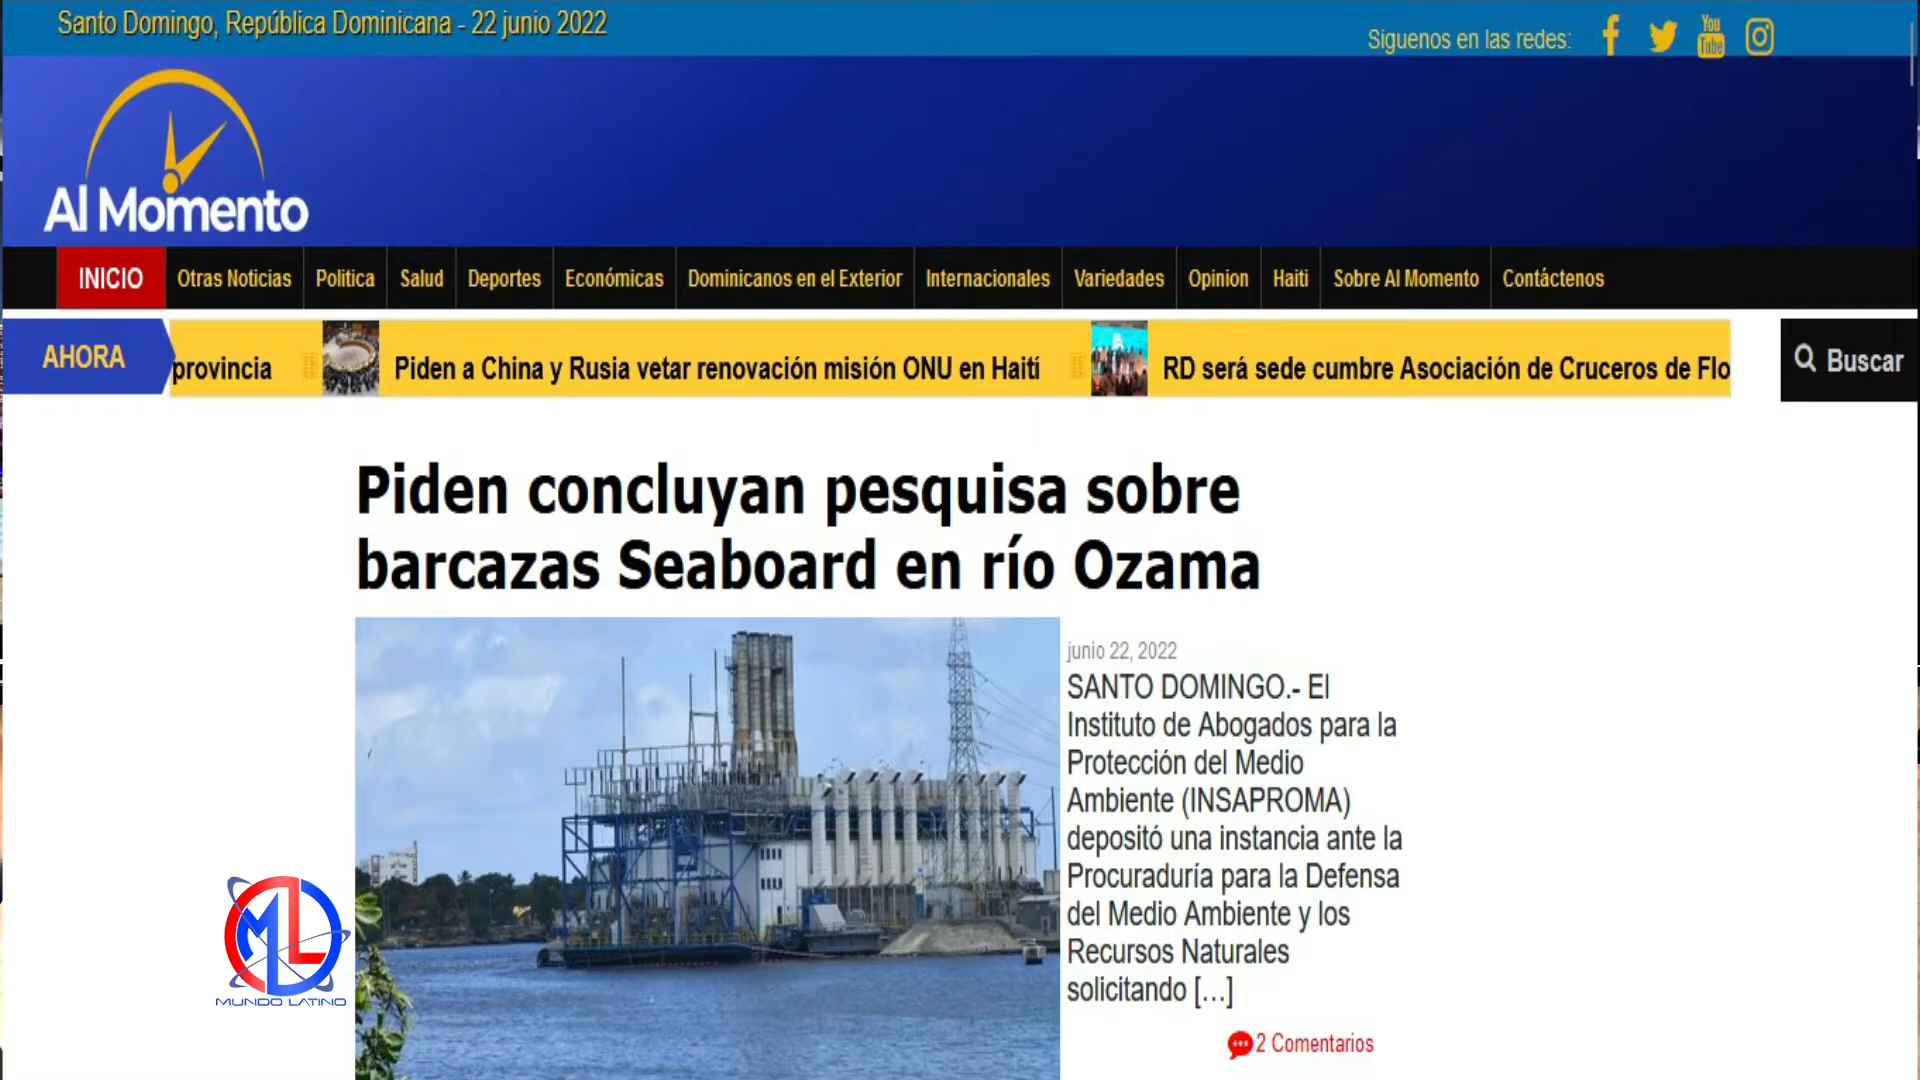 Santo Domingo, República Dominicana - 22 junio 2022
Siguenos en las redes:
You
Tube
Al Momento
INICIO
Otras Noticias
Politica
Salud
Deportes
Económicas
Dominicanos en el Exterior
Internacionales
Variedades
Opinion
Haiti
Sobre Al Momento
Contáctenos
AHORA
provincia
Piden a China y Rusia vetar renovación misión ONU en Haití
RD será sede cumbre Asociación de Cruceros de Flo
Buscar
Piden concluyan pesquisa sobre
barcazas Seaboard en río Ozama
junio 22, 2022
SANTO DOMINGO.- El
Instituto de Abogados para la
Protección del Medio
Ambiente (INSAPROMA)
depositó una instancia ante la
Procuraduría para la Defensa
del Medio Ambiente y los
Recursos Naturales
solicitando [...]
2 Comentarios
ML
MUNDO LATINO